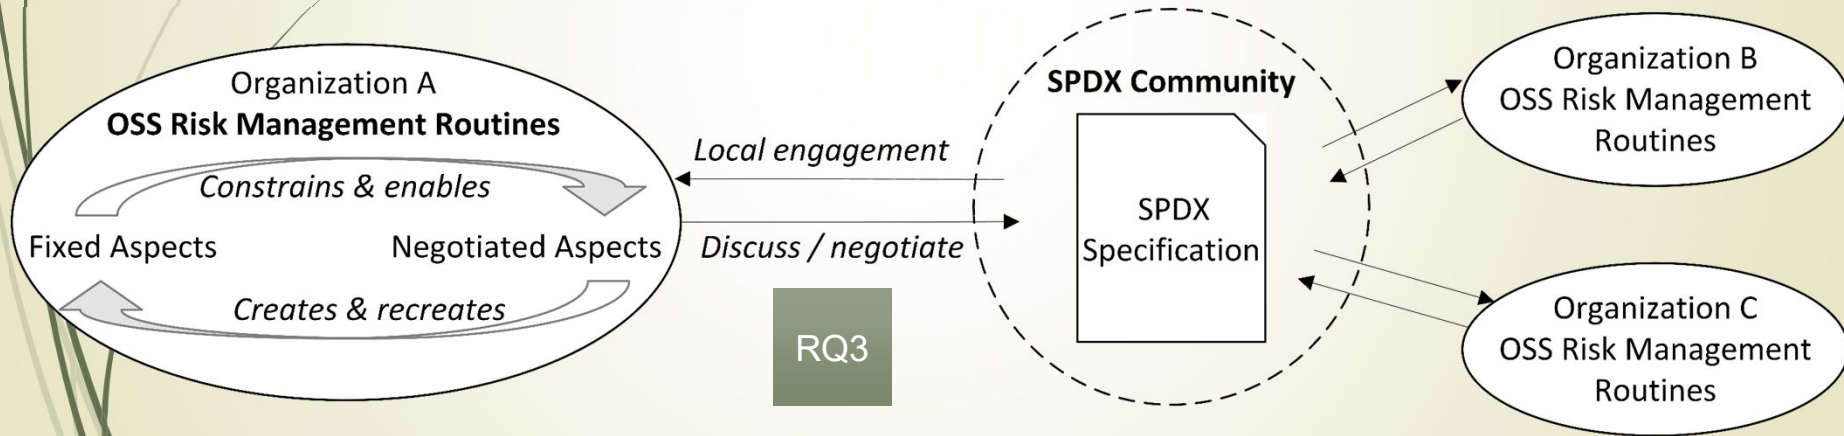 Organization A
OSS Risk Management Routines
Constrains & enables
Fixed Aspects
Negotiated Aspects
Creates & recreates
Local engagement
Discuss / negotiate
RQ3
SPDX Community
SPDX
Specification
Organization B
OSS Risk Management
Routines
Organization C
OSS Risk Management
Routines